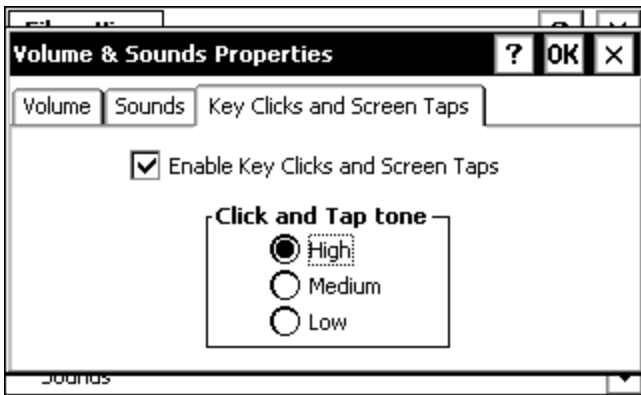 Volume & Sounds Properties ? OK ×
Volume Sounds Key Clicks and Screen Taps
Enable Key Clicks and Screen Taps
Click and Tap tone
High
Medium
Low
Sounds